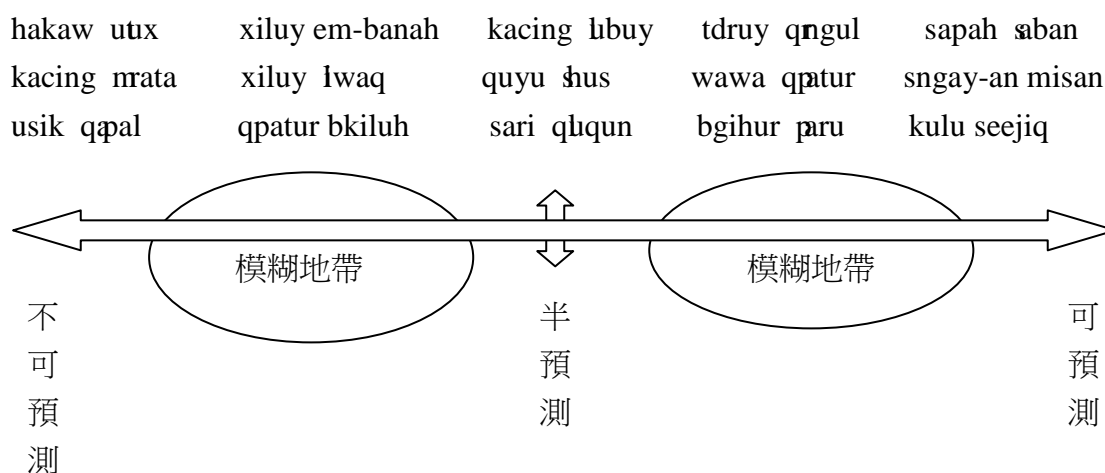 hakaw utux xiluy em-banah kacing lubuy tdruy qrngul sapah saban
kacing mrata xiluy lwaq quyu shus wawa qpatur sngay-an misan
usik qapal qpatur bkiluh sari qluqun bgihur paru kulu seejiq
模糊地帶 模糊地帶
不可預測
半預測
可預測